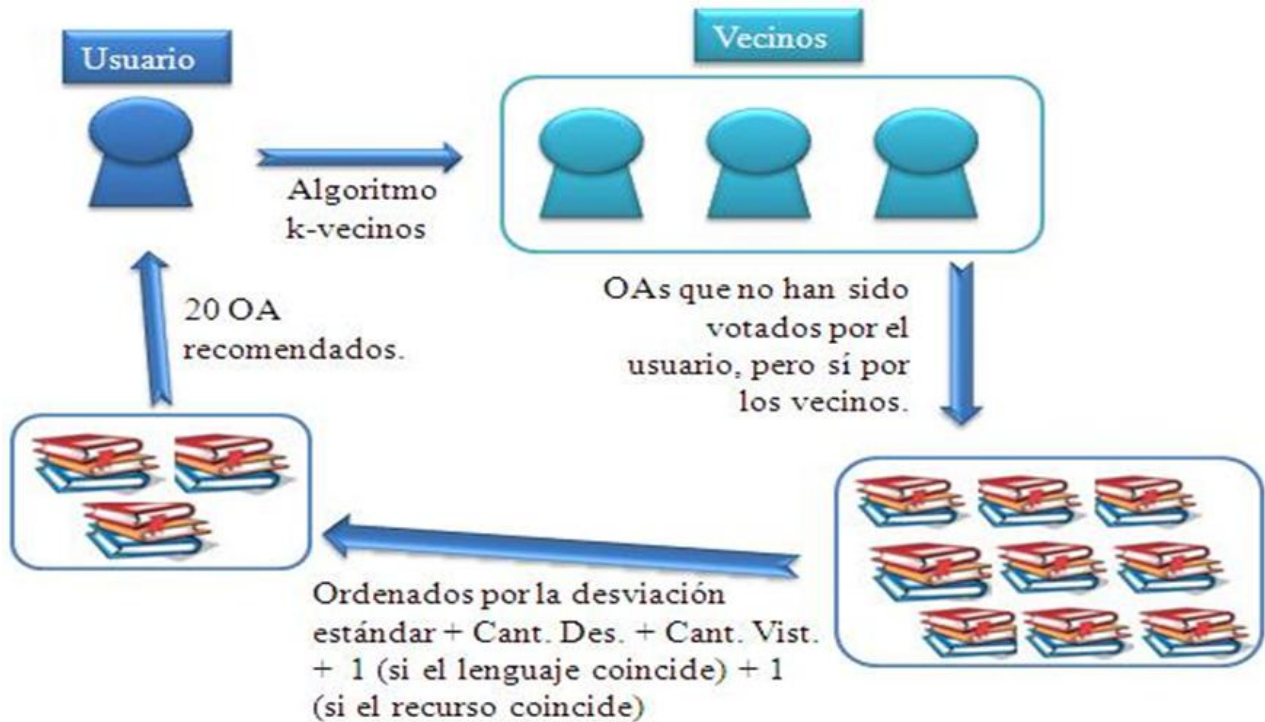 Usuario
Vecinos
Algoritmo
k-vecinos
OAs que no han sido
votados por el
usuario, pero sí por
los vecinos.
20 OA
recomendados.
Ordenados por la desviación
estándar + Cant. Des. + Cant. Vist.
+ 1 (si el lenguaje coincide) + 1
(si el recurso coincide)